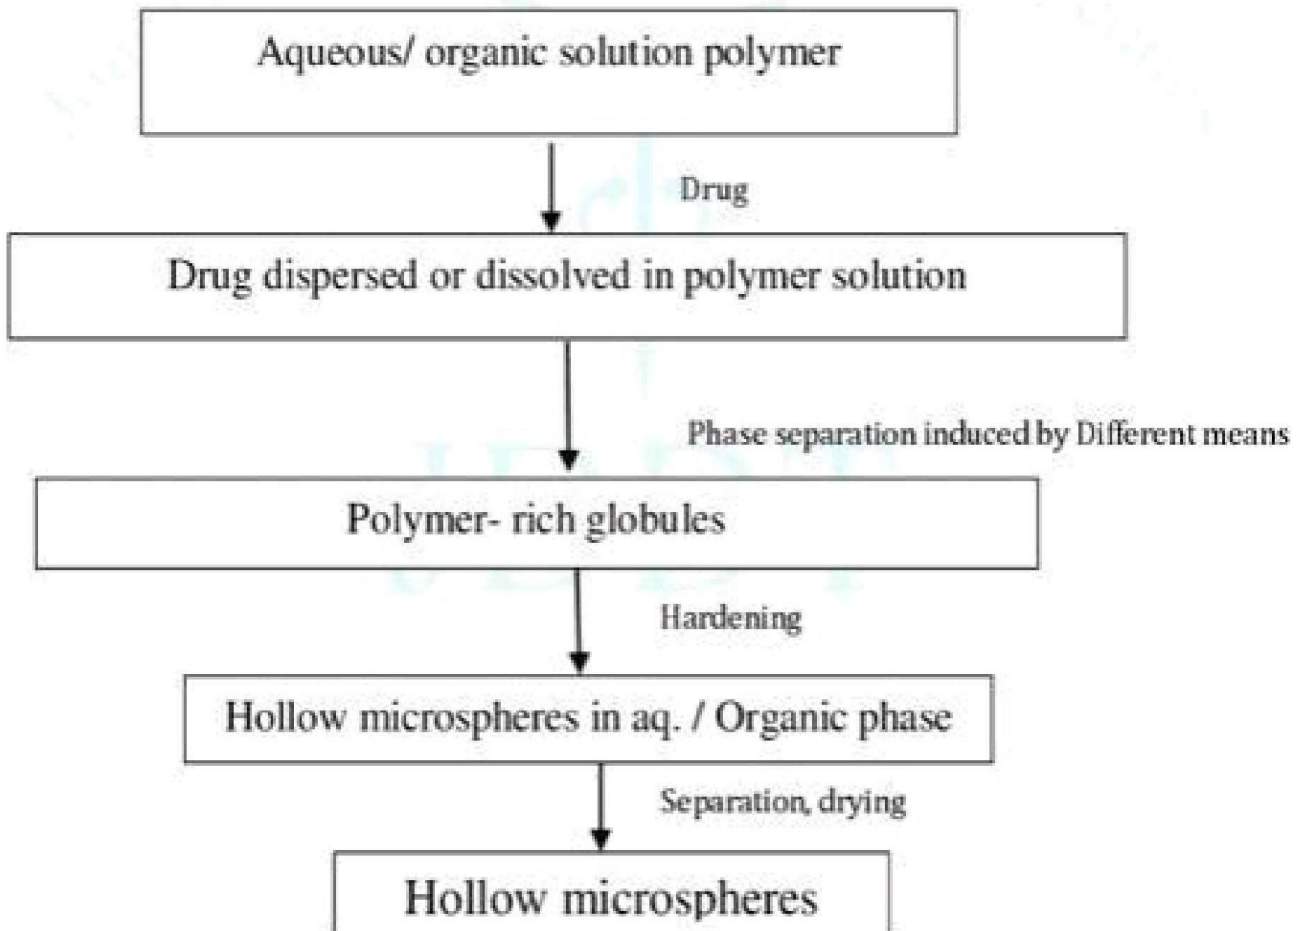 Aqueous/ organic solution polymer
Drug
Drug dispersed or dissolved in polymer solution
Phase separation induced by Different means
Polymer- rich globules
Hardening
Hollow microspheres in aq. / Organic phase
Separation, drying
Hollow microspheres
JDDT